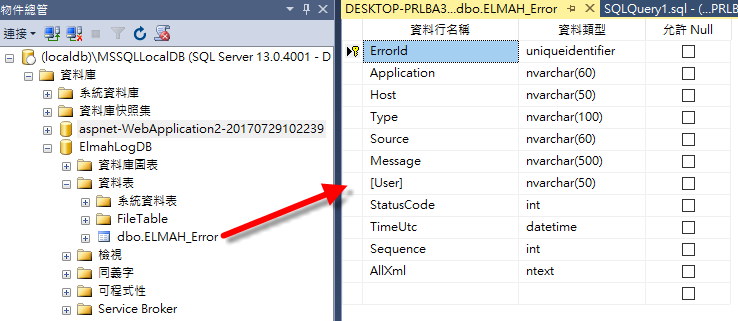 物件總管
連接
(localdb)\MSSQLLocalDB (SQL Server 13.0.4001 - D
資料庫
系統資料庫
資料庫快照集
aspnet-WebApplication2-20170729102239
ElmahLogDB
資料庫圖表
資料表
系統資料表
FileTable
dbo.ELMAH_Error
檢視
同義字
可程式性
Service Broker
DESKTOP-PRLBA3...dbo.ELMAH_Error
SQLQuery1.sql - (...PRLB
資料行名稱 資料類型 允許 Null
ErrorId uniqueidentifier
Application nvarchar(60)
Host nvarchar(50)
Type nvarchar(100)
Source nvarchar(60)
Message nvarchar(500)
[User] nvarchar(50)
StatusCode int
TimeUtc datetime
Sequence int
AllXml ntext